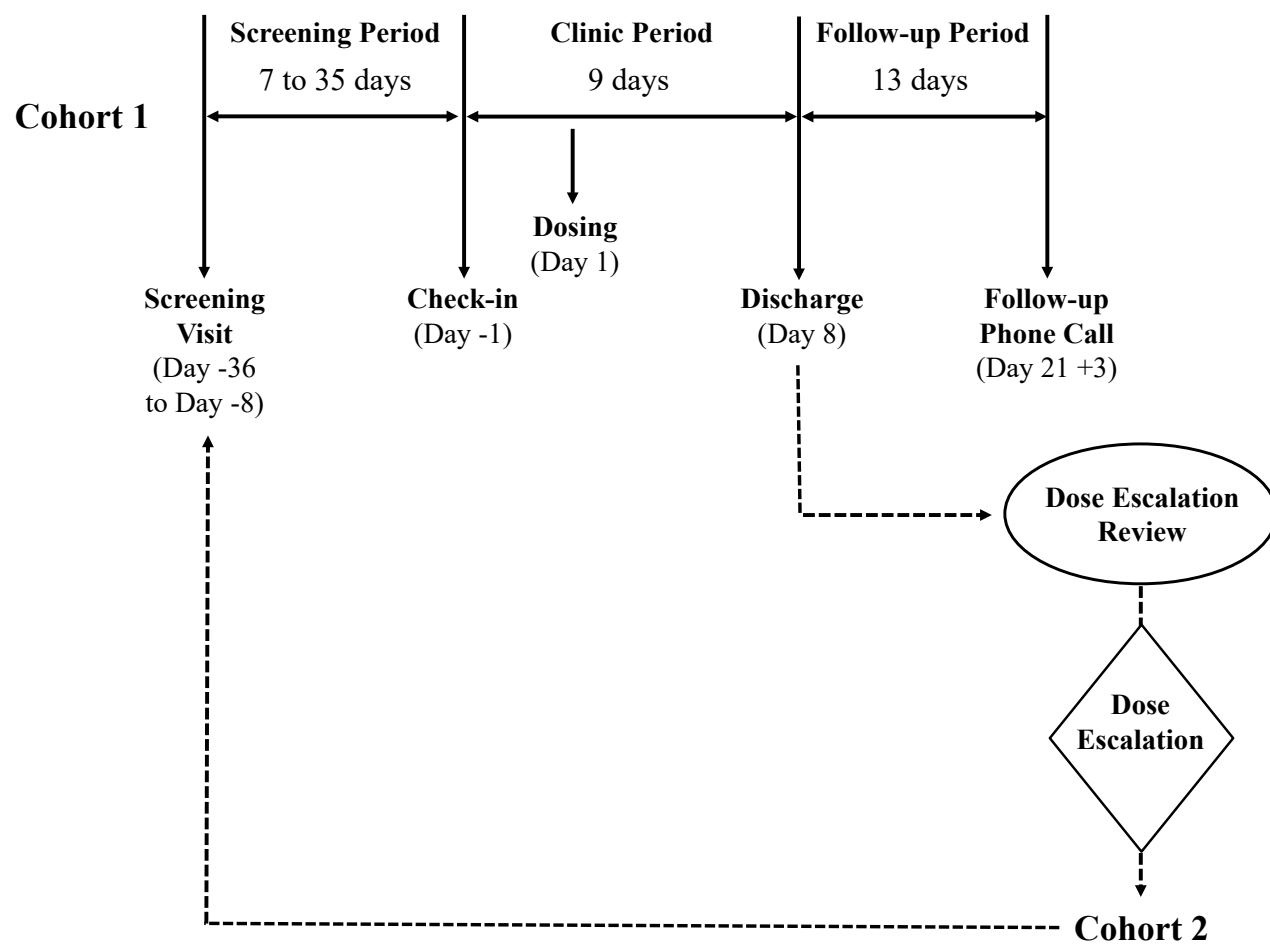 Screening Period
7 to 35 days
Clinic Period
9 days
Follow-up Period
13 days
Cohort 1
Dosing
(Day 1)
Screening
Visit
(Day -36
to Day -8)
Check-in
(Day -1)
Discharge
(Day 8)
Follow-up
Phone Call
(Day 21 +3)
Dose Escalation
Review
Dose
Escalation
Cohort 2